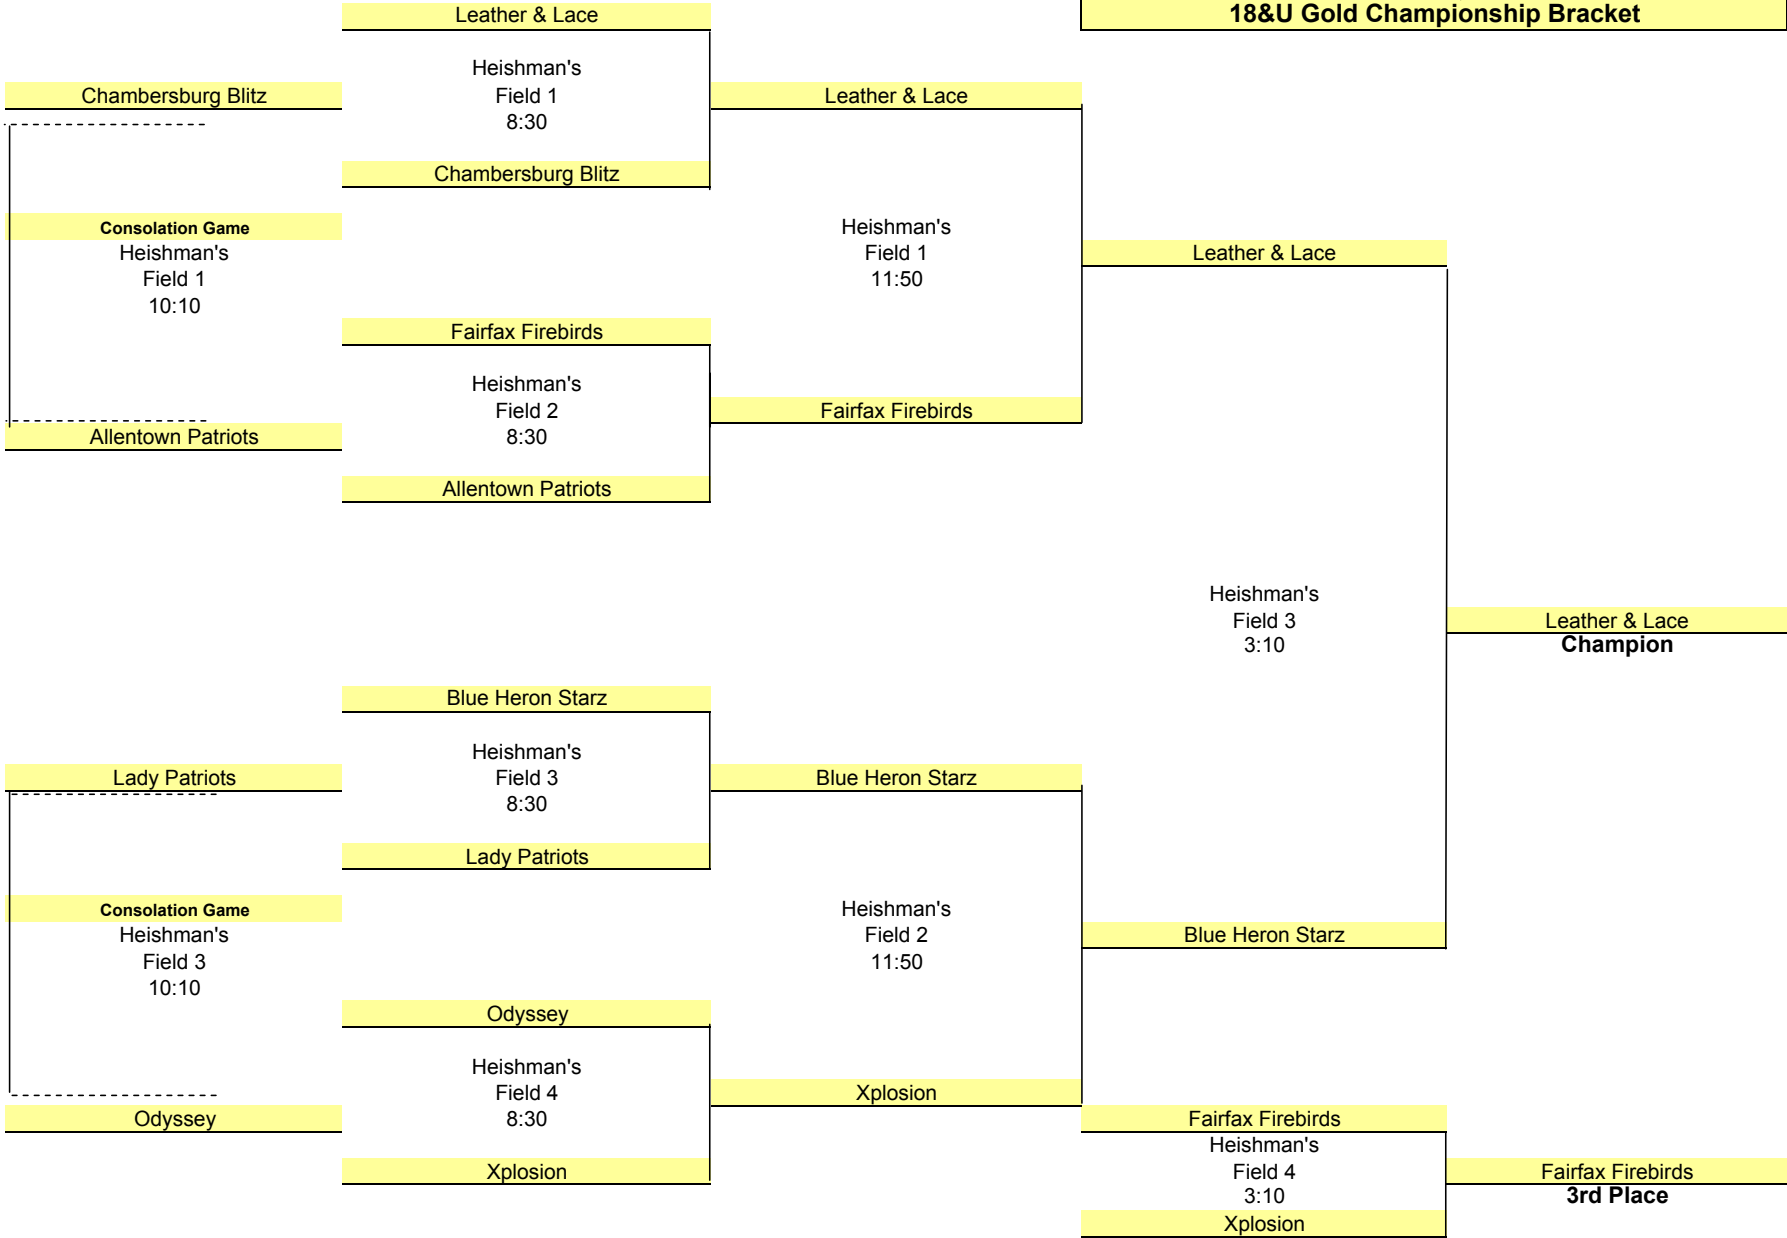 Leather & Lace
18&U Gold Championship Bracket
Heishman's
Field 1
8:30
Chambersburg Blitz
Leather & Lace
Chambersburg Blitz
Consolation Game
Heishman's
Field 1
10:10
Heishman's
Field 1
11:50
Leather & Lace
Fairfax Firebirds
Heishman's
Field 2
8:30
Fairfax Firebirds
Allentown Patriots
Allentown Patriots
Heishman's
Field 3
3:10
Leather & Lace
Champion
Blue Heron Starz
Heishman's
Field 3
8:30
Lady Patriots
Blue Heron Starz
Lady Patriots
Consolation Game
Heishman's
Field 3
10:10
Heishman's
Field 2
11:50
Blue Heron Starz
Odyssey
Heishman's
Field 4
8:30
Xplosion
Odyssey
Xplosion
Fairfax Firebirds
Heishman's
Field 4
3:10
Xplosion
Fairfax Firebirds
3rd Place